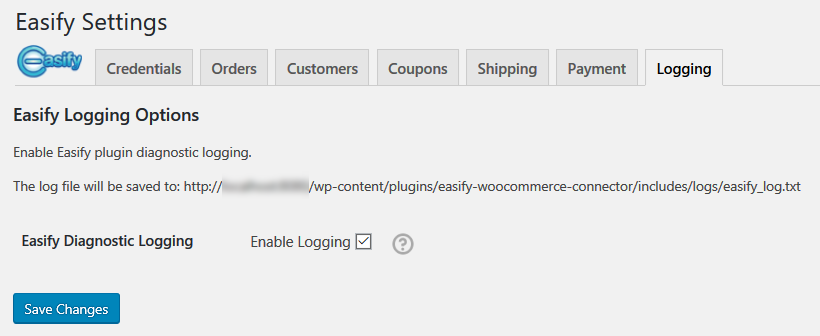 Easify Settings
easify Credentials Orders Customers Coupons Shipping Payment Logging
Easify Logging Options
Enable Easify plugin diagnostic logging.
The log file will be saved to: http:///wp-content/plugins/easify-woocommerce-connector/includes/logs/easify_log.txt
Easify Diagnostic Logging Enable Logging ?
Save Changes